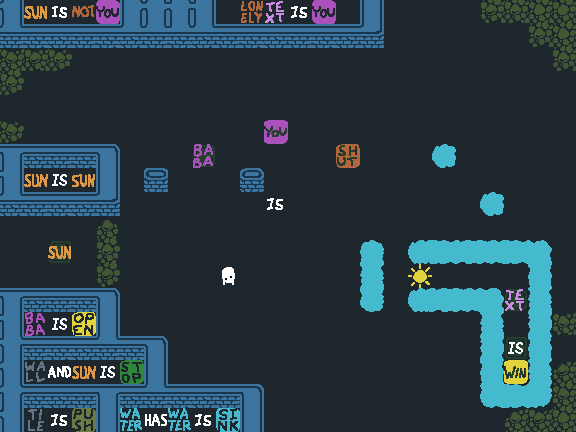 SUN IS NOT YOU
LONELY TEXT IS YOU
YOU
BABA
SHUT
SUN IS SUN
IS
SUN
TEXT
IS
WIN
BABA IS OPEN
WALL AND SUN IS STOP
TILE IS PUSH
WATER HAS WATER IS SINK